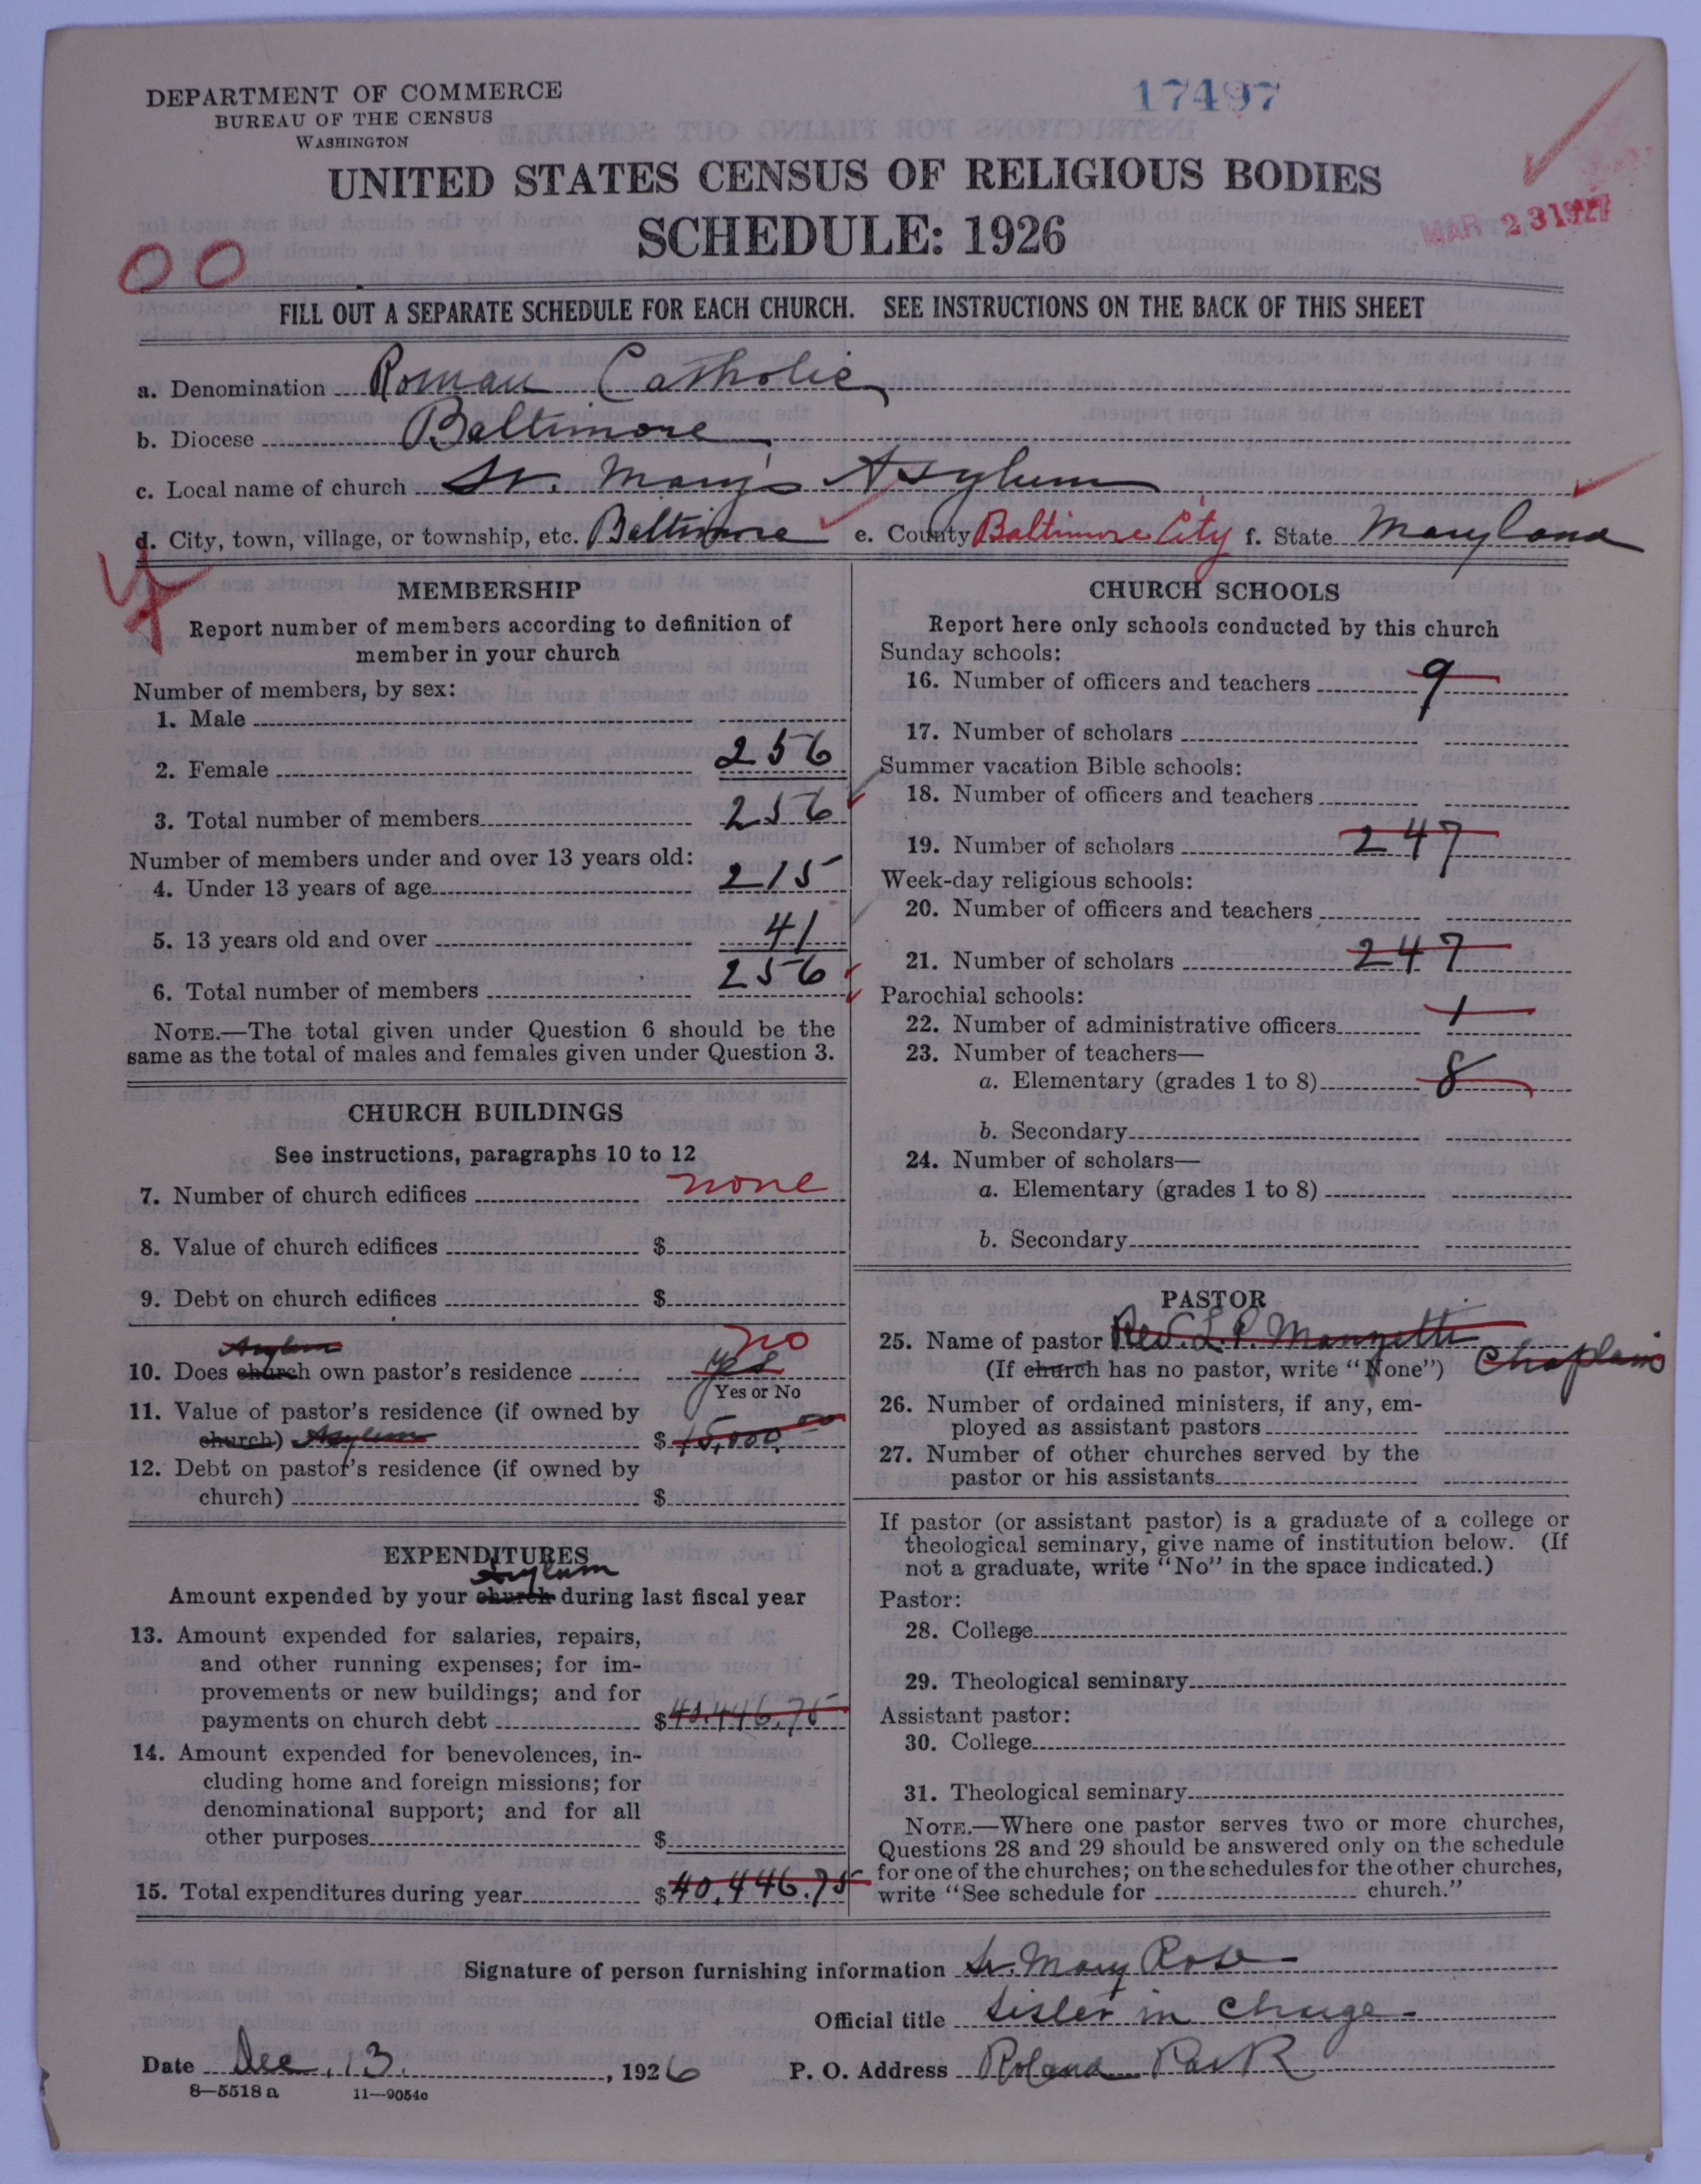 DEPARTMENT OF COMMERCE
BUREAU OF THE CENSUS
WASHINGTON
17497
UNITED STATES CENSUS OF RELIGIOUS BODIES
SCHEDULE: 1926
MAR 23 1927
00
FILL OUT A SEPARATE SCHEDULE FOR EACH CHURCH. SEE INSTRUCTIONS ON THE BACK OF THIS SHEET
a. Denomination Roman Catholic
b. Diocese Baltimore
c. Local name of church St. Mary's Asylum
d. City, town, village, or township, etc. Baltimore e. County Baltimore City f. State Maryland
MEMBERSHIP
Report number of members according to definition of
member in your church
Number of members, by sex:
1. Male
2. Female 256
3. Total number of members 256
Number of members under and over 13 years old:
4. Under 13 years of age 215
5. 13 years old and over 41
6. Total number of members 256
NOTE.—The total given under Question 6 should be the
same as the total of males and females given under Question 3.
CHURCH BUILDINGS
See instructions, paragraphs 10 to 12
7. Number of church edifices none
8. Value of church edifices $
9. Debt on church edifices $
Asylum no
10. Does church own pastor's residence yes
Yes or No
11. Value of pastor's residence (if owned by
church) Asylum $ 15,000.00
12. Debt on pastor's residence (if owned by
church) $
EXPENDITURES
Asylum
Amount expended by your church during last fiscal year
13. Amount expended for salaries, repairs,
and other running expenses; for im-
provements or new buildings; and for
payments on church debt $ 40,446.75
14. Amount expended for benevolences, in-
cluding home and foreign missions; for
denominational support; and for all
other purposes $
15. Total expenditures during year $ 40,446.75
CHURCH SCHOOLS
Report here only schools conducted by this church
Sunday schools:
16. Number of officers and teachers 9
17. Number of scholars
Summer vacation Bible schools:
18. Number of officers and teachers
19. Number of scholars 247
Week-day religious schools:
20. Number of officers and teachers
21. Number of scholars 247
Parochial schools:
22. Number of administrative officers 1
23. Number of teachers—
a. Elementary (grades 1 to 8) 8
b. Secondary
24. Number of scholars—
a. Elementary (grades 1 to 8)
b. Secondary
PASTOR
25. Name of pastor Rev. L. P. Manzetti
(If church has no pastor, write "None") Chaplain
26. Number of ordained ministers, if any, em-
ployed as assistant pastors
27. Number of other churches served by the
pastor or his assistants
If pastor (or assistant pastor) is a graduate of a college or
theological seminary, give name of institution below. (If
not a graduate, write "No" in the space indicated.)
Pastor:
28. College
29. Theological seminary
Assistant pastor:
30. College
31. Theological seminary
NOTE.—Where one pastor serves two or more churches,
Questions 28 and 29 should be answered only on the schedule
for one of the churches; on the schedules for the other churches,
write "See schedule for church."
Signature of person furnishing information Sr. Mary Rose
Official title Sister in Charge.
Date Dec. 13. , 1926 P. O. Address Roland Park
8—5518 a 11—9054c